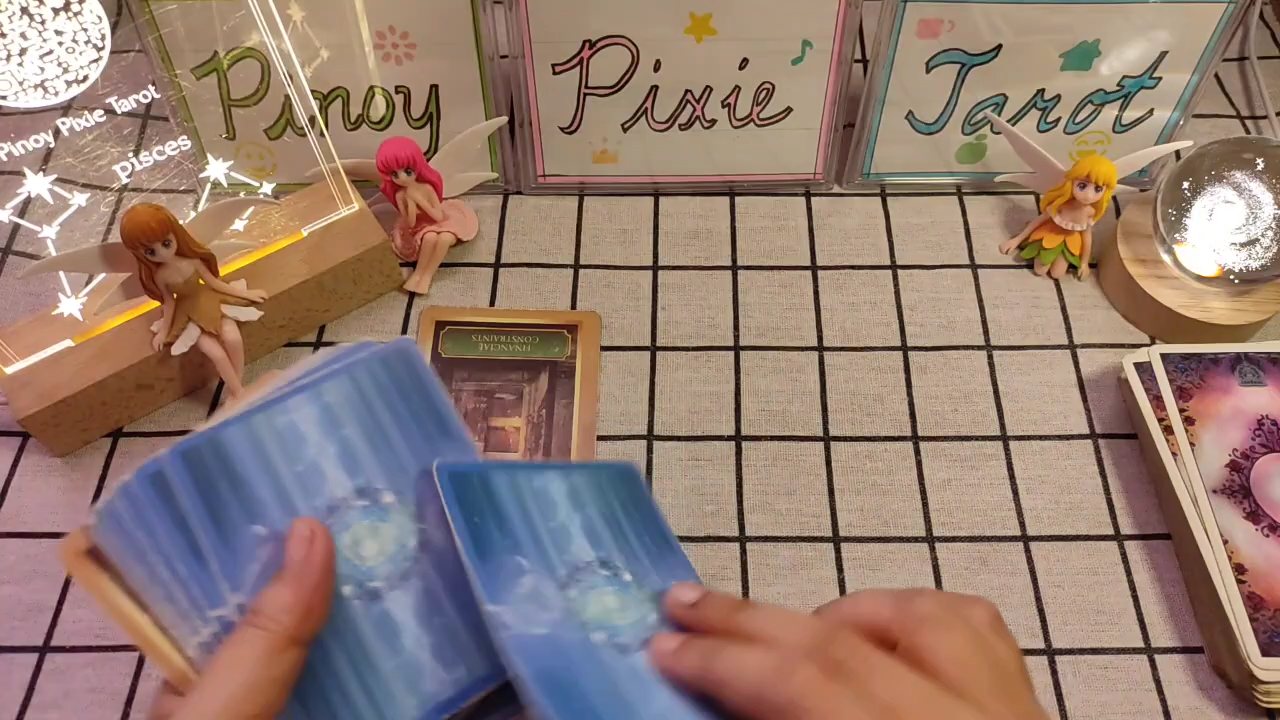 Pinoy
Pixie
Tarot
Pinoy Pixie Tarot
pisces
FINANCIAL
CONSTRAINTS